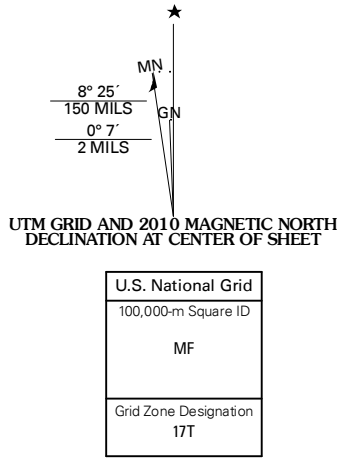 MN
8° 25´
150 MILS
GN
0° 7´
2 MILS
UTM GRID AND 2010 MAGNETIC NORTH
DECLINATION AT CENTER OF SHEET
U.S. National Grid
100,000-m Square ID
MF
Grid Zone Designation
17T